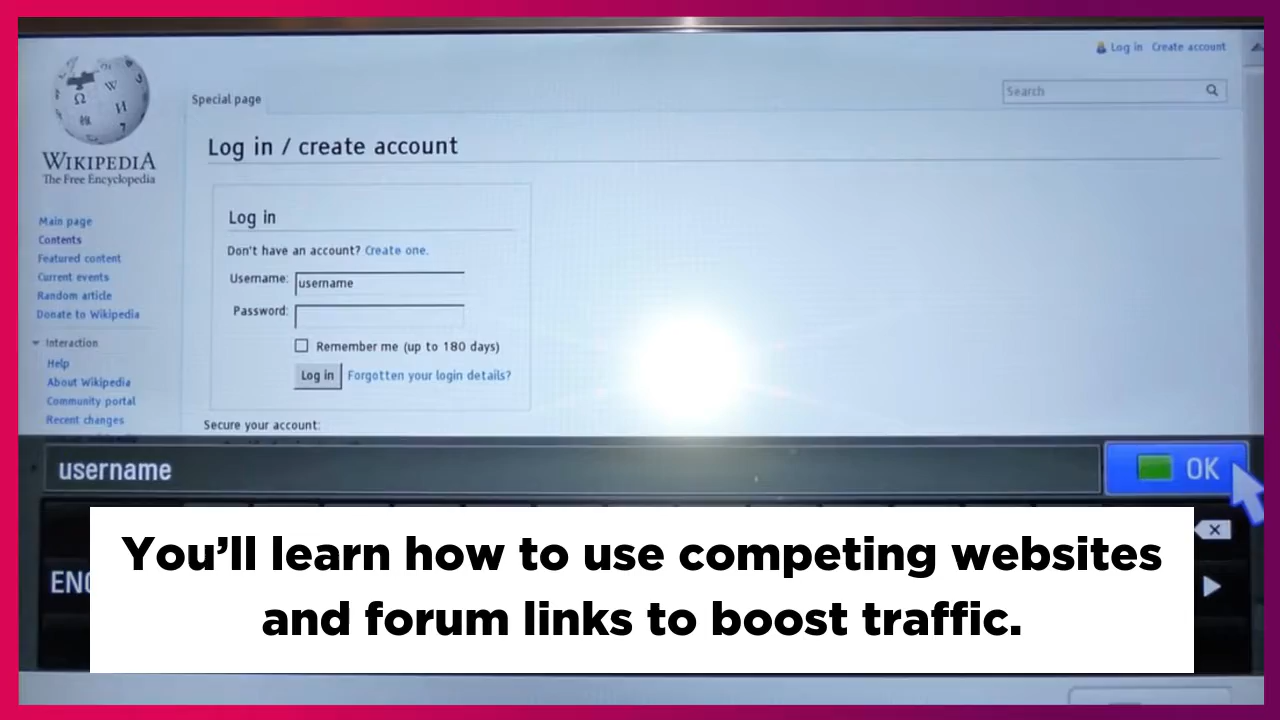 Log in Create account
Search
Special page
Log in / create account
WIKIPEDIA
The Free Encyclopedia
Main page
Contents
Featured content
Current events
Random article
Donate to Wikipedia
Interaction
Help
About Wikipedia
Community portal
Recent changes
Log in
Don't have an account? Create one.
Username: username
Password:
Remember me (up to 180 days)
Log in Forgotten your login details?
Secure your account:
username
OK
You'll learn how to use competing websites
and forum links to boost traffic.